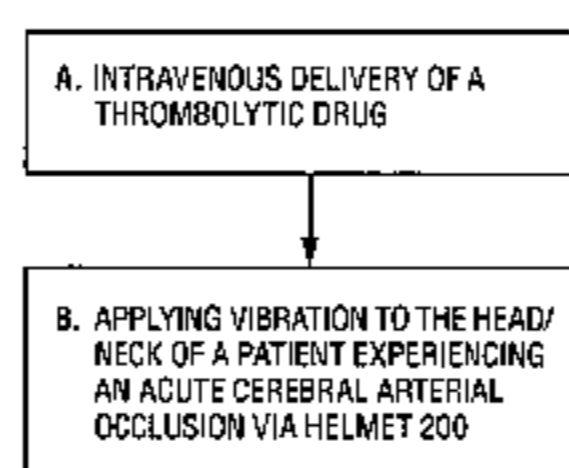 A. INTRAVENOUS DELIVERY OF A
THROMBOLYTIC DRUG
B. APPLYING VIBRATION TO THE HEAD/
NECK OF A PATIENT EXPERIENCING
AN ACUTE CEREBRAL ARTERIAL
OCCLUSION VIA HELMET 200